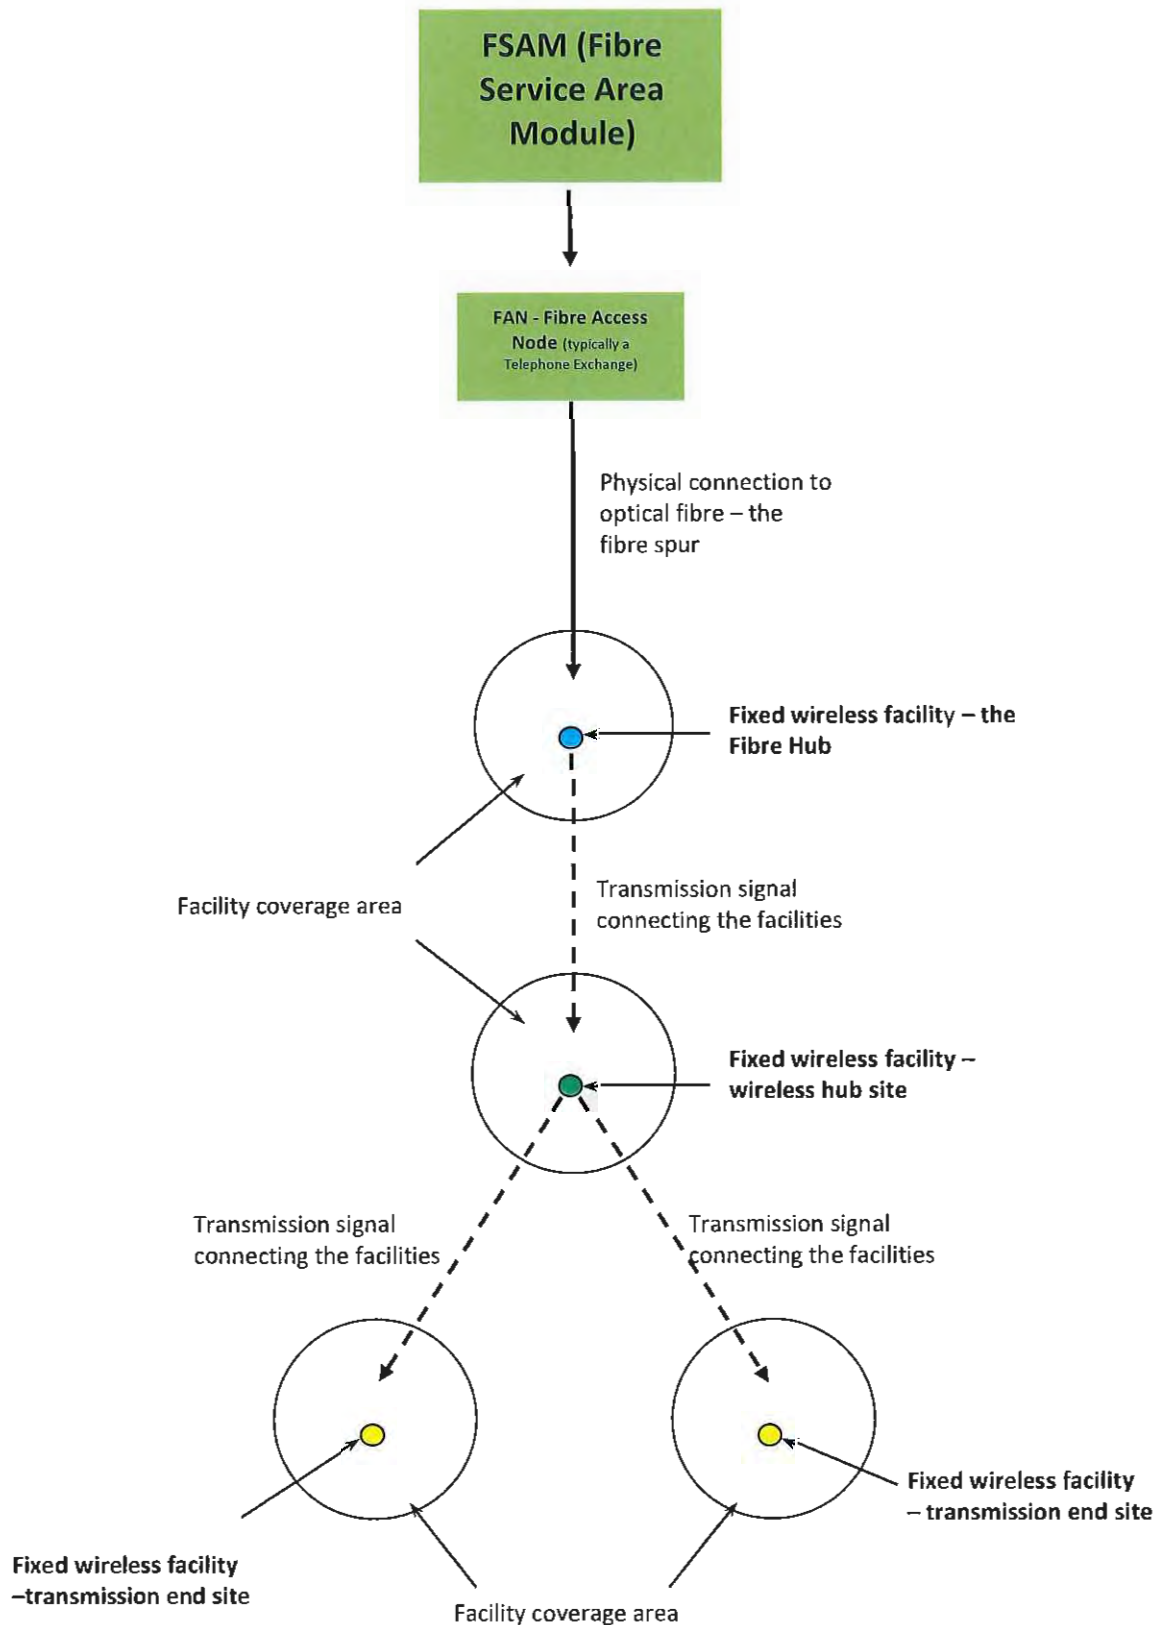 FSAM (Fibre
Service Area
Module)
FAN - Fibre Access
Node (typically a
Telephone Exchange)
Physical connection to
optical fibre – the
fibre spur
Fixed wireless facility – the
Fibre Hub
Facility coverage area
Transmission signal
connecting the facilities
Fixed wireless facility –
wireless hub site
Transmission signal
connecting the facilities
Transmission signal
connecting the facilities
Fixed wireless facility
– transmission end site
Fixed wireless facility
–transmission end site
Facility coverage area